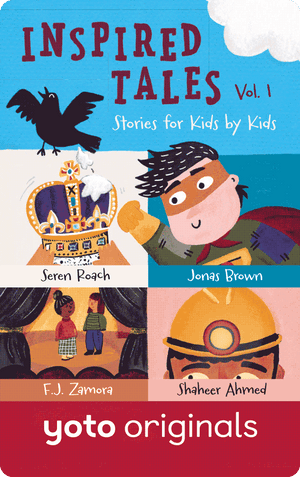 INSPIRED
TALES Vol. 1
Stories for Kids by Kids
Seren Roach
Jonas Brown
F.J. Zamora
Shaheer Ahmed
yoto originals